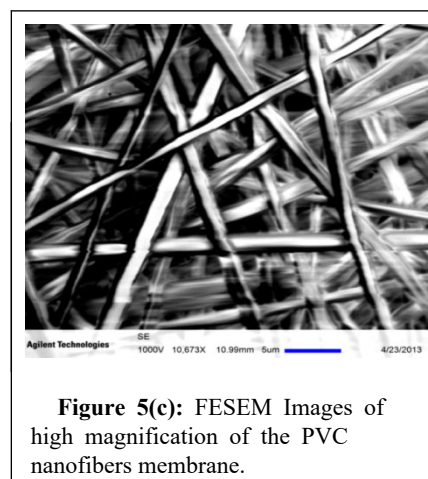 SE
Agilent Technologies 1000V 10,673X 10.99mm 5um 4/23/2013
Figure 5(c): FESEM Images of
high magnification of the PVC
nanofibers membrane.